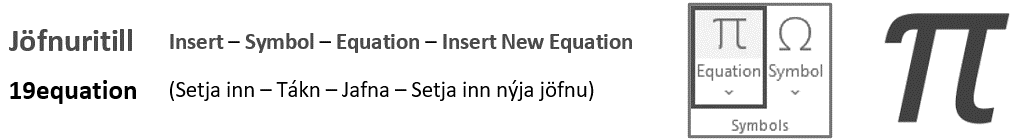 Jöfnuritill Insert – Symbol – Equation – Insert New Equation
19equation (Setja inn – Tákn – Jafna – Setja inn nýja jöfnu)
π Ω
Equation Symbol
Symbols
π